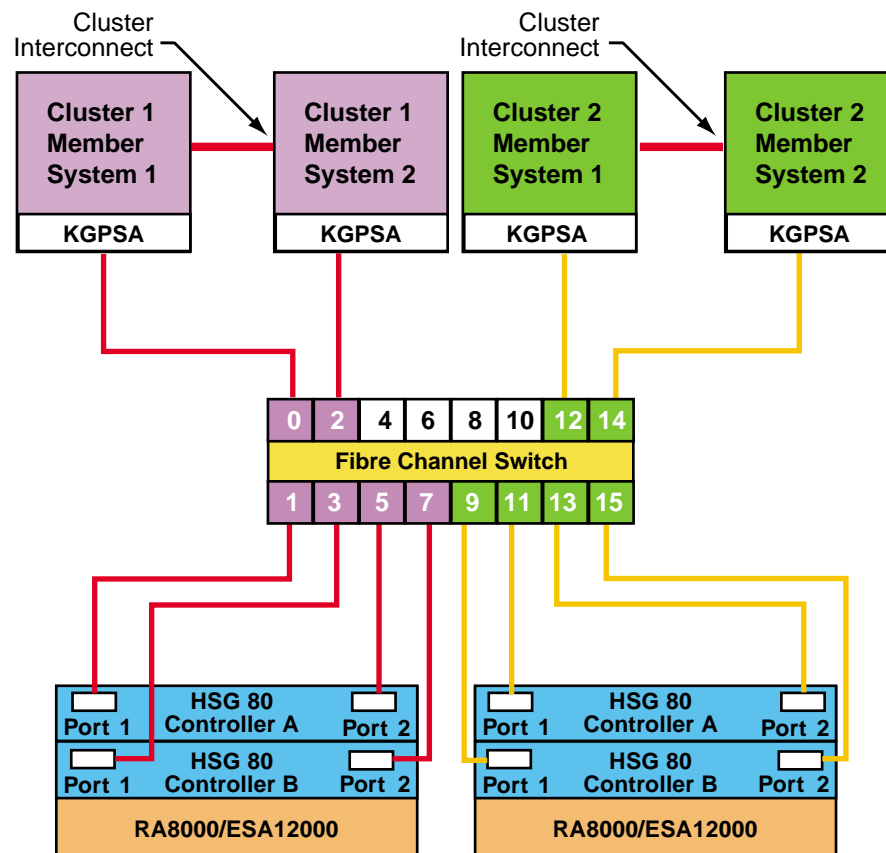 Cluster
Interconnect
Cluster
Interconnect
Cluster 1
Member
System 1
Cluster 1
Member
System 2
Cluster 2
Member
System 1
Cluster 2
Member
System 2
KGPSA
KGPSA
KGPSA
KGPSA
0 2 4 6 8 10 12 14
Fibre Channel Switch
1 3 5 7 9 11 13 15
HSG 80
Controller A
Port 1
Port 2
HSG 80
Controller B
Port 1
Port 2
RA8000/ESA12000
HSG 80
Controller A
Port 1
Port 2
HSG 80
Controller B
Port 1
Port 2
RA8000/ESA12000